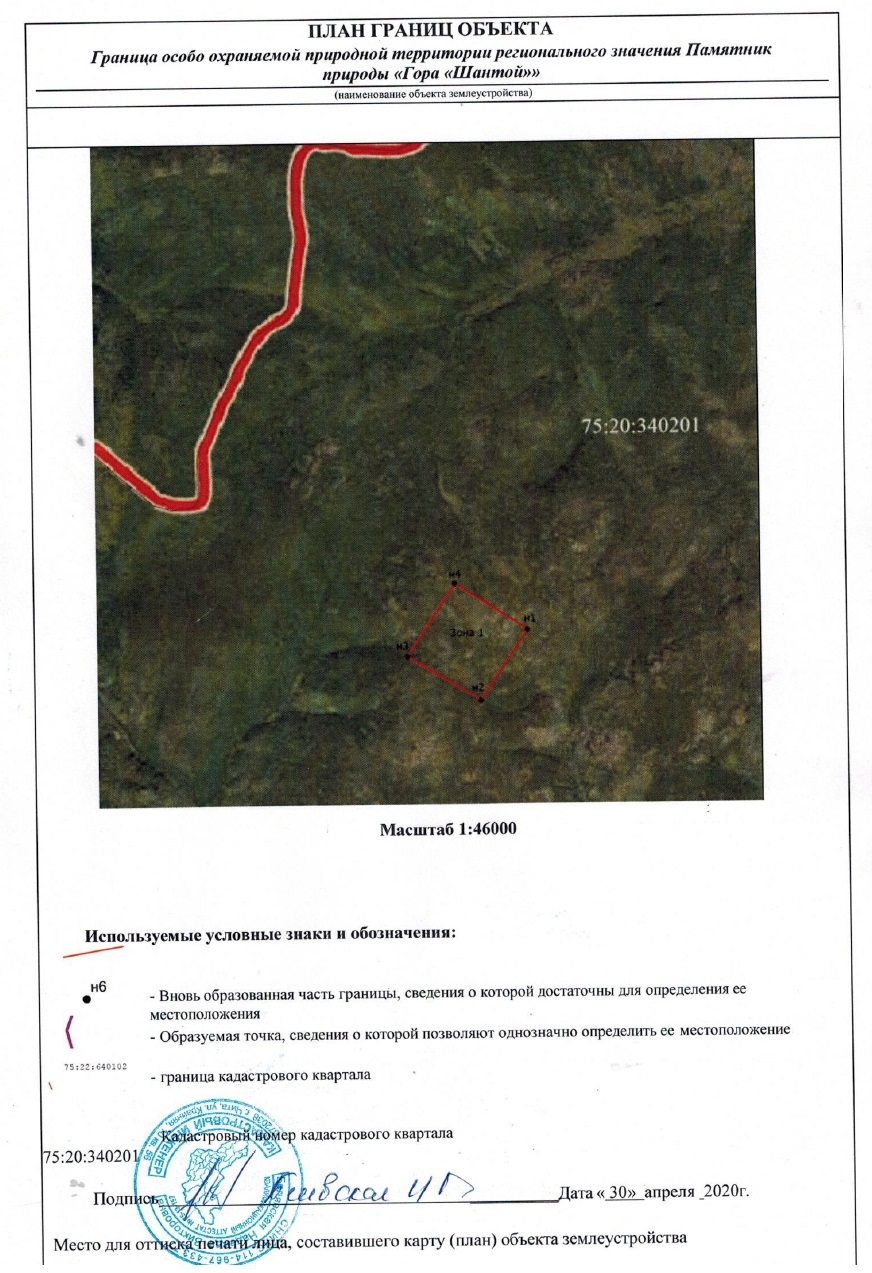 ПЛАН ГРАНИЦ ОБЪЕКТА
Граница особо охраняемой природной территории регионального значения Памятник
природы «Гора «Шантой»»
(наименование объекта землеустройства)
75:20:340201
н4
н1
Зона 1
н3
н2
Масштаб 1:46000
Используемые условные знаки и обозначения:
н6
- Вновь образованная часть границы, сведения о которой достаточны для определения ее
местоположения
- Образуемая точка, сведения о которой позволяют однозначно определить ее местоположение
75:22:640102
- граница кадастрового квартала
Кадастровый номер кадастрового квартала
75:20:340201
КАДАСТРОВЫЙ ИНЖЕНЕР
Подпись Дата « 30» апреля 2020г.
Место для оттиска печати лица, составившего карту (план) объекта землеустройства